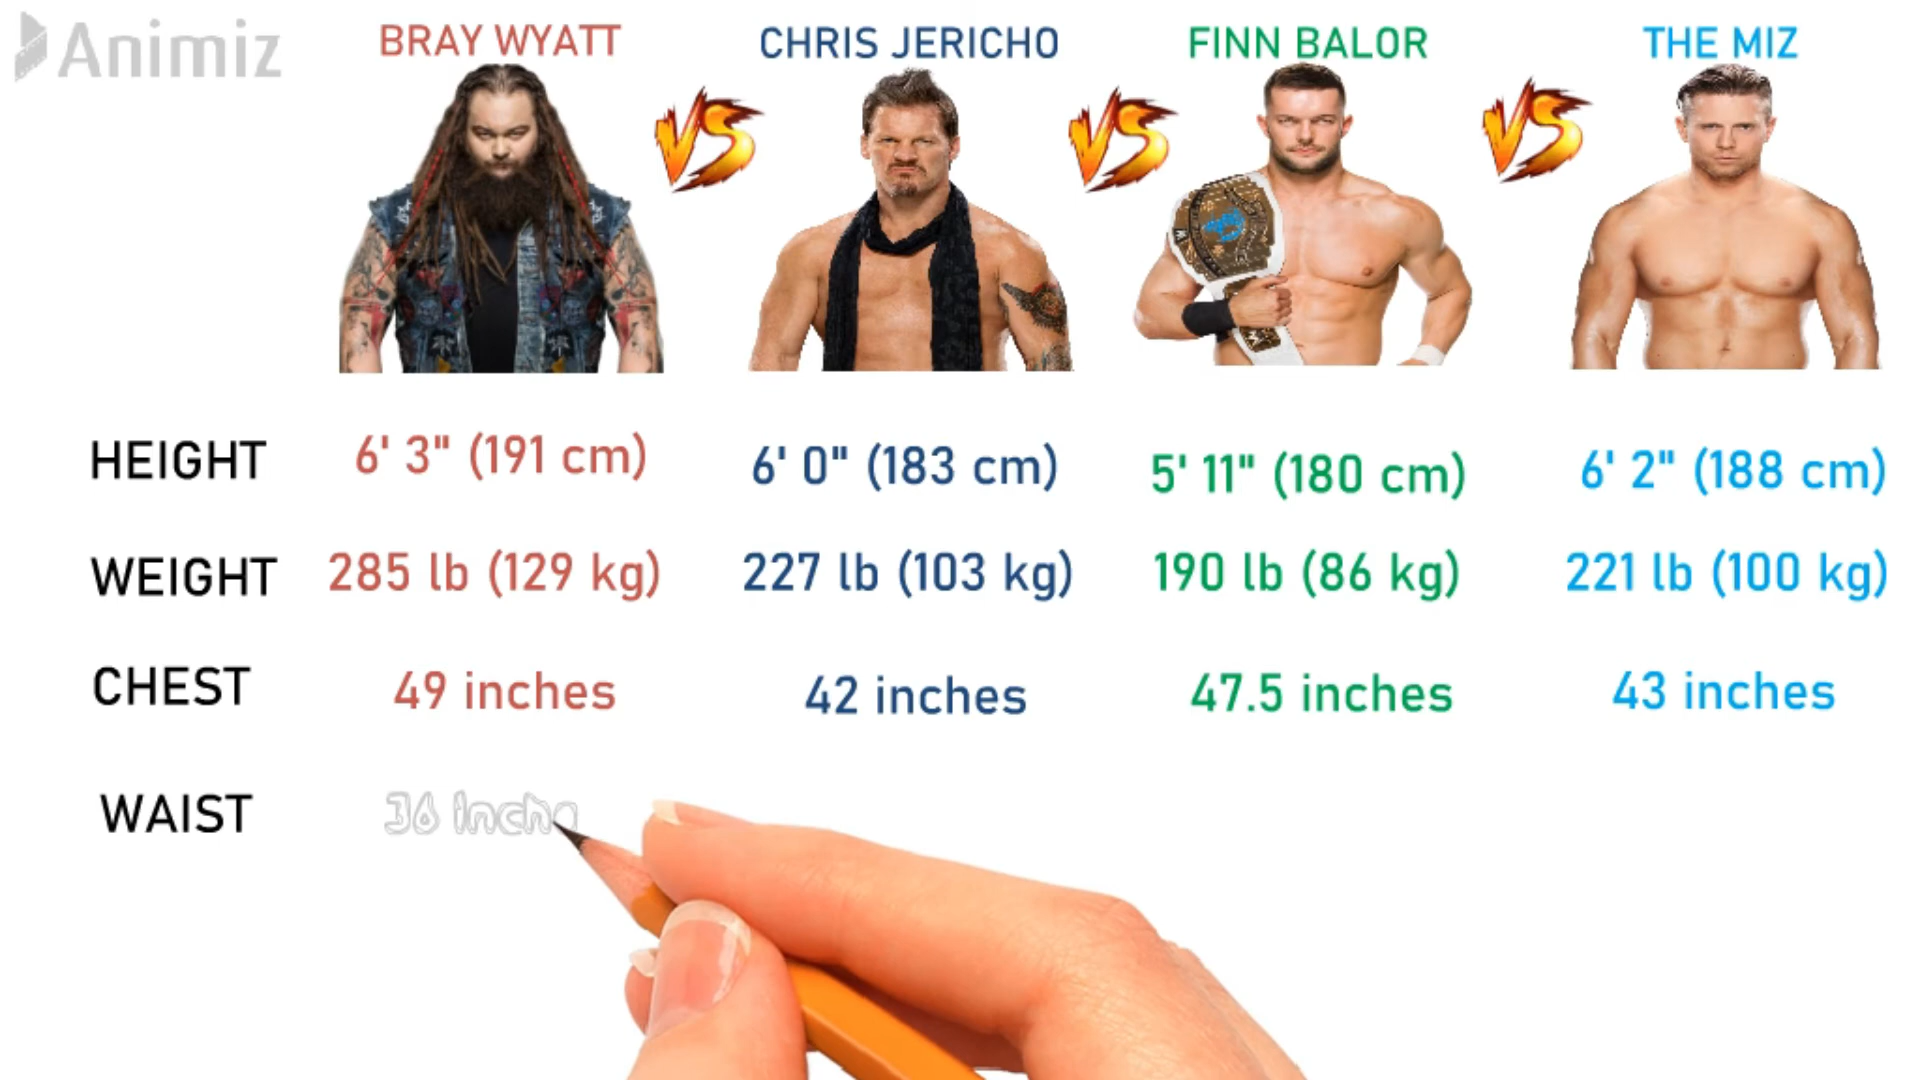 Animiz
BRAY WYATT VS CHRIS JERICHO VS FINN BALOR VS THE MIZ
HEIGHT 6' 3" (191 cm) 6' 0" (183 cm) 5' 11" (180 cm) 6' 2" (188 cm)
WEIGHT 285 lb (129 kg) 227 lb (103 kg) 190 lb (86 kg) 221 lb (100 kg)
CHEST 49 inches 42 inches 47.5 inches 43 inches
WAIST 36